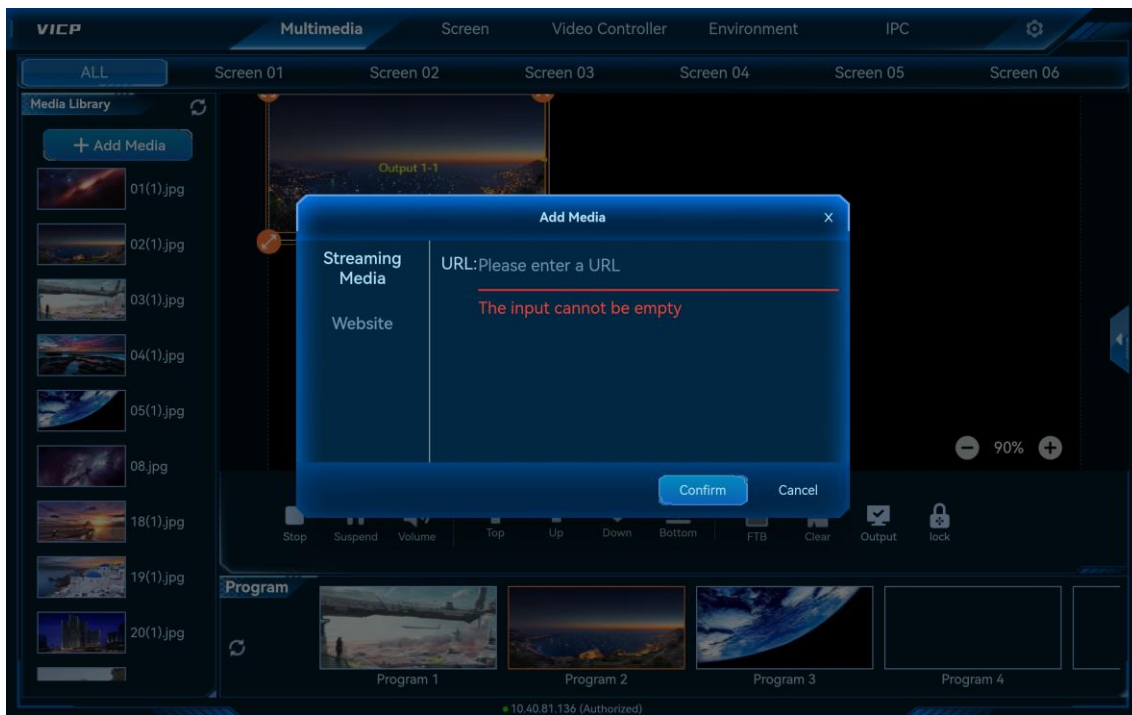 VICP
Multimedia
Screen
Video Controller
Environment
IPC
ALL
Screen 01
Screen 02
Screen 03
Screen 04
Screen 05
Screen 06
Media Library
+ Add Media
01(1).jpg
02(1).jpg
03(1).jpg
04(1).jpg
05(1).jpg
08.jpg
18(1).jpg
19(1).jpg
20(1).jpg
Output 1-1
Add Media
X
Streaming
Media
Website
URL:Please enter a URL
The input cannot be empty
Confirm
Cancel
90%
Stop
Suspend
Volume
Top
Up
Down
Bottom
FTB
Clear
Output
lock
Program
Program 1
Program 2
Program 3
Program 4
10.40.81.136 (Authorized)